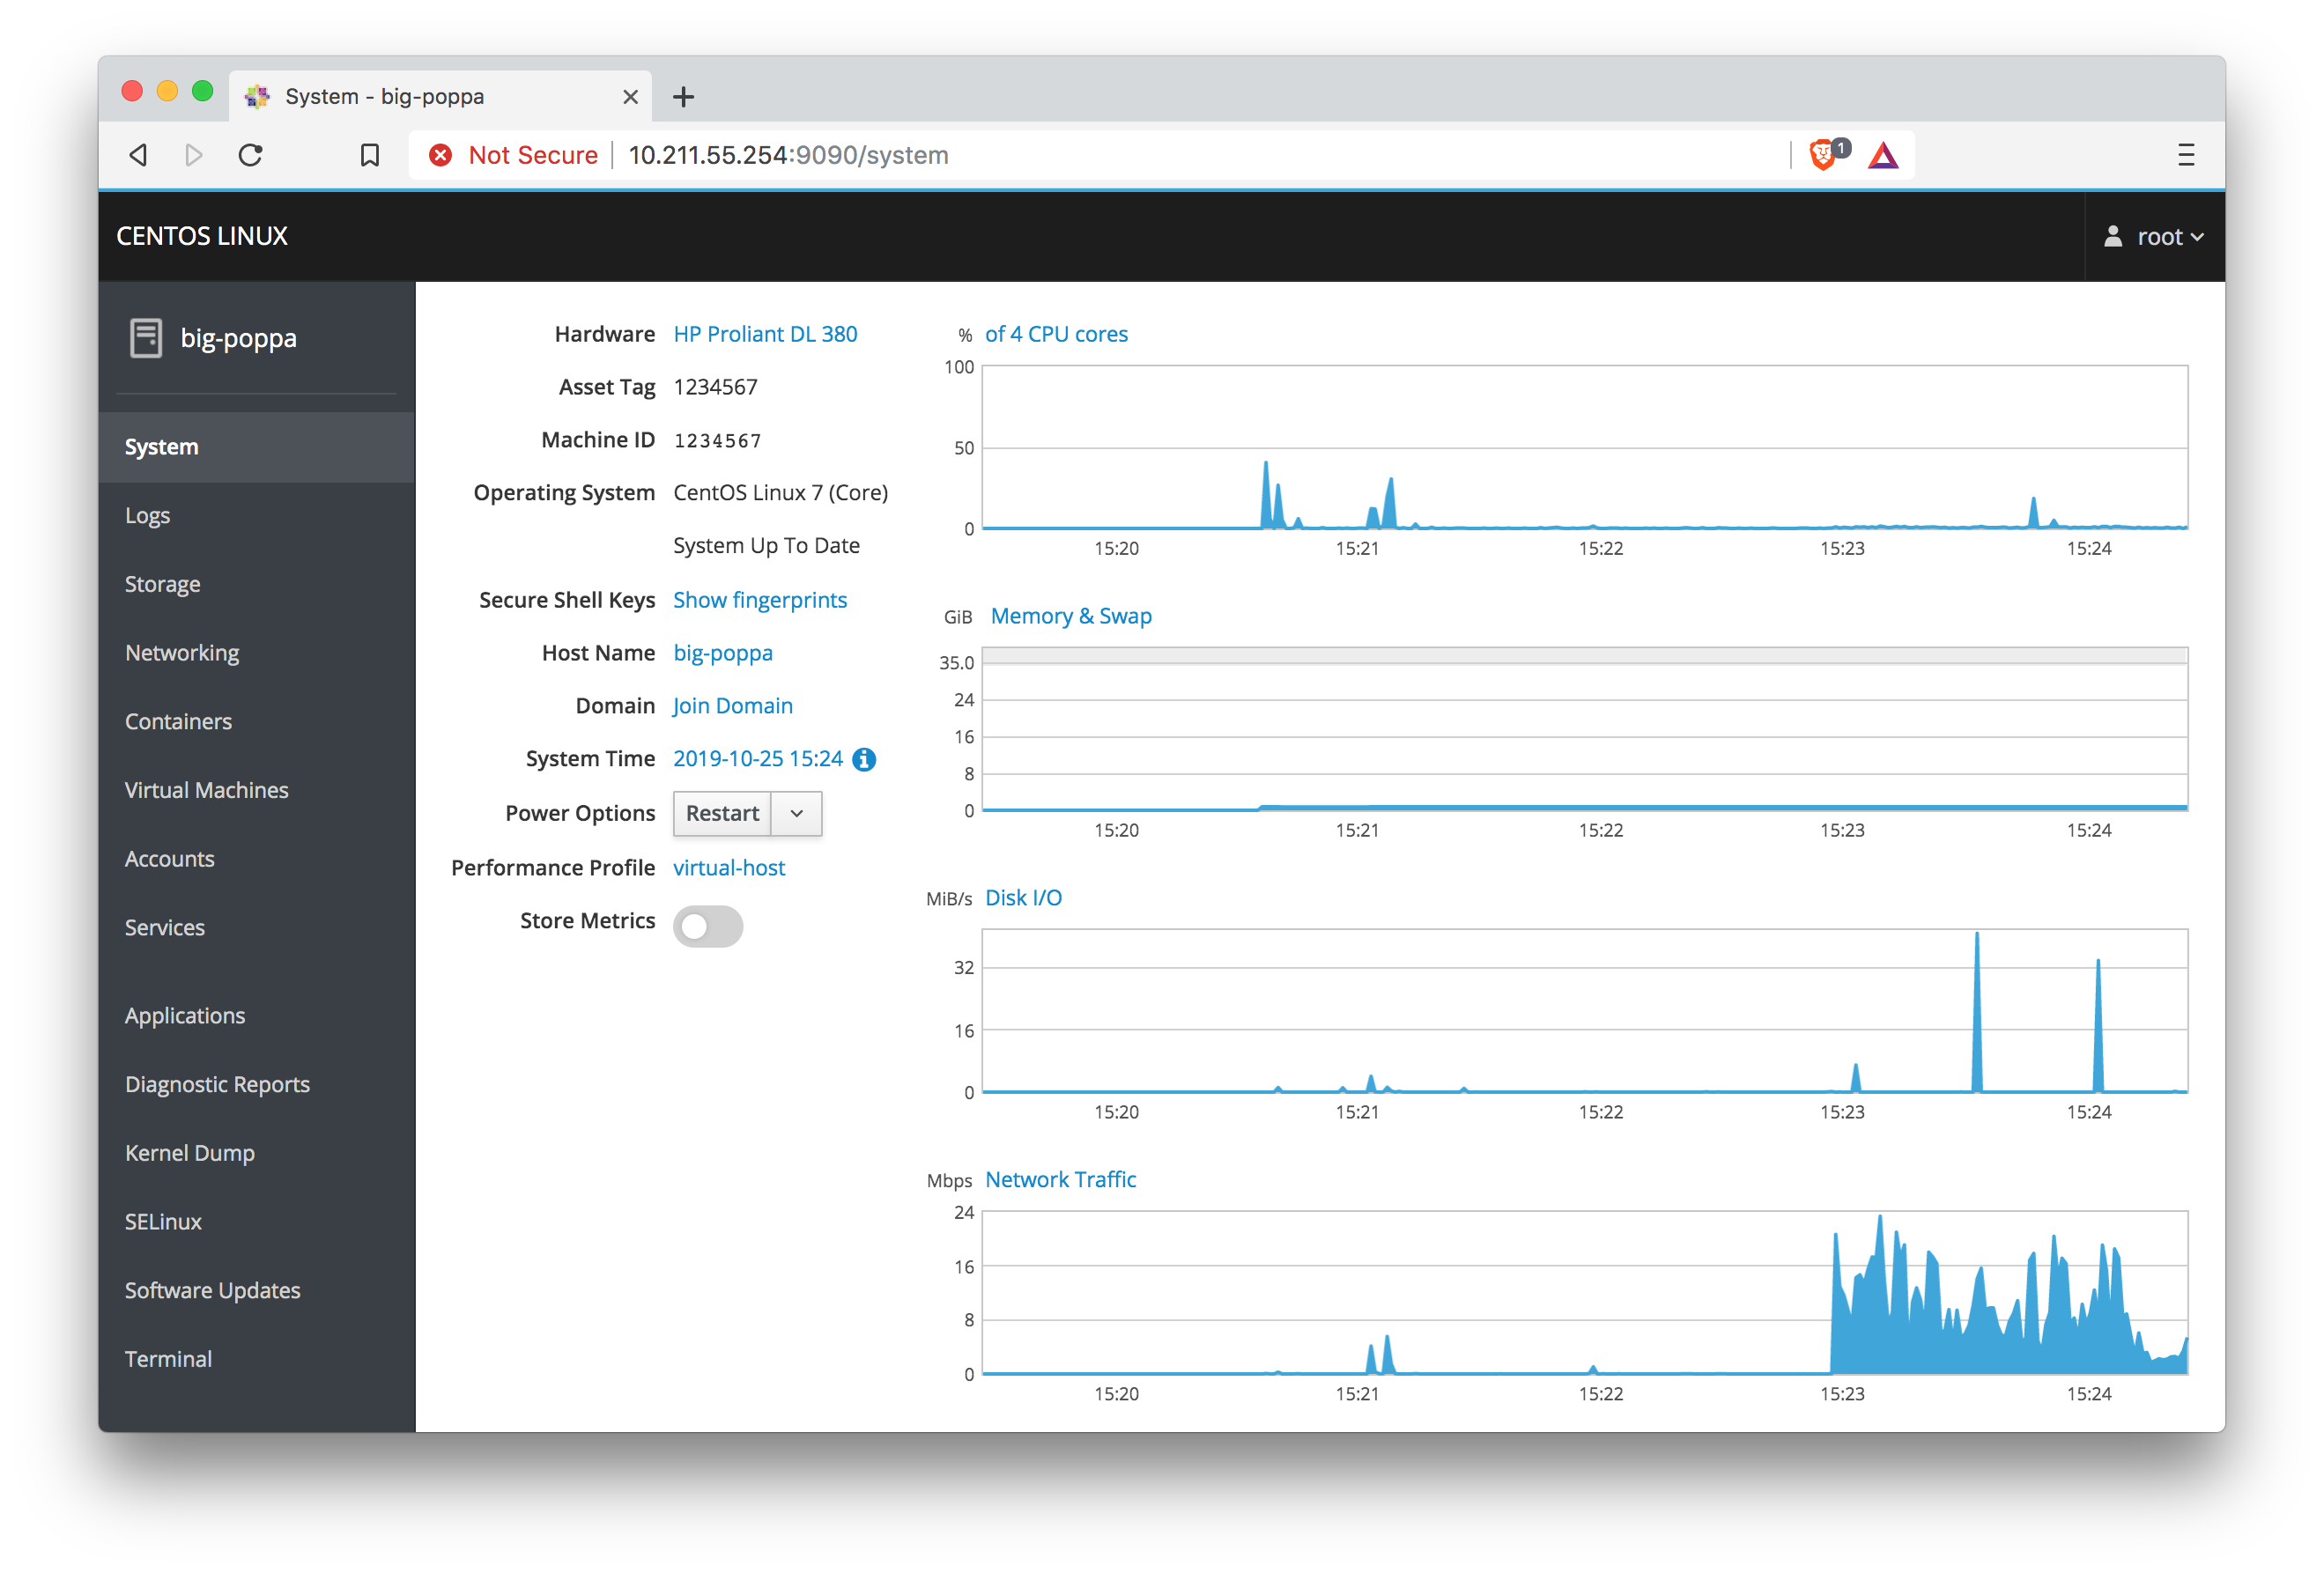 System - big-poppa
Not Secure 10.211.55.254:9090/system 1
CENTOS LINUX
root
big-poppa
System
Logs
Storage
Networking
Containers
Virtual Machines
Accounts
Services
Applications
Diagnostic Reports
Kernel Dump
SELinux
Software Updates
Terminal
Hardware HP Proliant DL 380
Asset Tag 1234567
Machine ID 1234567
Operating System CentOS Linux 7 (Core)
System Up To Date
Secure Shell Keys Show fingerprints
Host Name big-poppa
Domain Join Domain
System Time 2019-10-25 15:24
Power Options Restart
Performance Profile virtual-host
Store Metrics
% of 4 CPU cores
100
50
0
15:20 15:21 15:22 15:23 15:24
GiB Memory & Swap
35.0
24
16
8
0
15:20 15:21 15:22 15:23 15:24
MiB/s Disk I/O
32
16
0
15:20 15:21 15:22 15:23 15:24
Mbps Network Traffic
24
16
8
0
15:20 15:21 15:22 15:23 15:24